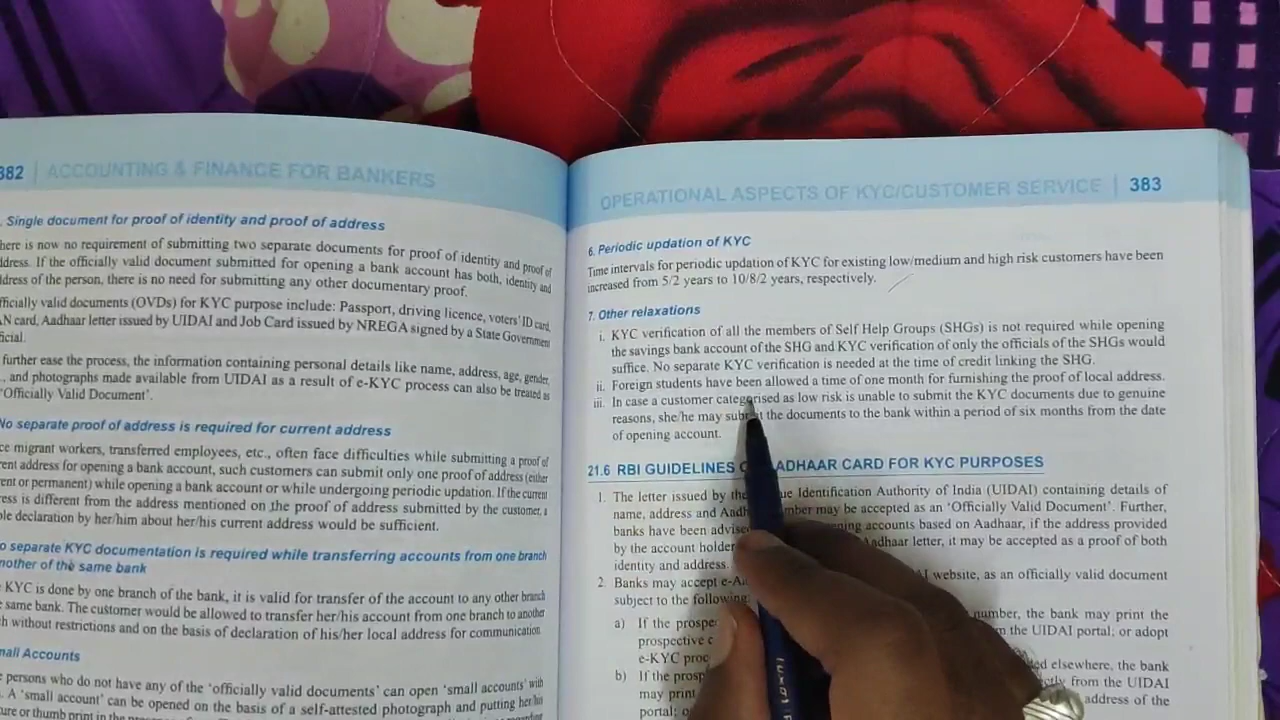 382 | ACCOUNTING & FINANCE FOR BANKERS
. Single document for proof of identity and proof of address
here is now no requirement of submitting two separate documents for proof of identity and proof of
ddress. If the officially valid document submitted for opening a bank account has both, identity and
ddress of the person, there is no need for submitting any other documentary proof.
fficially valid documents (OVDs) for KYC purpose include: Passport, driving licence, voters' ID card,
AN card, Aadhaar letter issued by UIDAI and Job Card issued by NREGA signed by a State Government
ficial.
further ease the process, the information containing personal details like name, address, age, gender,
., and photographs made available from UIDAI as a result of e-KYC process can also be treated as
'Officially Valid Document'.
No separate proof of address is required for current address
ce migrant workers, transferred employees, etc., often face difficulties while submitting a proof of
rent address for opening a bank account, such customers can submit only one proof of address (either
ent or permanent) while opening a bank account or while undergoing periodic updation. If the current
ress is different from the address mentioned on the proof of address submitted by the customer, a
ple declaration by her/him about her/his current address would be sufficient.
o separate KYC documentation is required while transferring accounts from one branch
nother of the same bank
KYC is done by one branch of the bank, it is valid for transfer of the account to any other branch
same bank. The customer would be allowed to transfer her/his account from one branch to another
ch without restrictions and on the basis of declaration of his/her local address for communication.
mall Accounts
e persons who do not have any of the 'officially valid documents' can open 'small accounts' with
. A 'small account' can be opened on the basis of a self-attested photograph and putting her/his
ture or thumb print in the
OPERATIONAL ASPECTS OF KYC/CUSTOMER SERVICE | 383
6. Periodic updation of KYC
Time intervals for periodic updation of KYC for existing low/medium and high risk customers have been
increased from 5/2 years to 10/8/2 years, respectively.
7. Other relaxations
i. KYC verification of all the members of Self Help Groups (SHGs) is not required while opening
the savings bank account of the SHG and KYC verification of only the officials of the SHGs would
suffice. No separate KYC verification is needed at the time of credit linking the SHG.
ii. Foreign students have been allowed a time of one month for furnishing the proof of local address.
iii. In case a customer categorised as low risk is unable to submit the KYC documents due to genuine
reasons, she/he may submit the documents to the bank within a period of six months from the date
of opening account.
21.6 RBI GUIDELINES O AADHAAR CARD FOR KYC PURPOSES
1. The letter issued by the ue Identification Authority of India (UIDAI) containing details of
name, address and Aadh mber may be accepted as an 'Officially Valid Document'. Further,
banks have been advise ening accounts based on Aadhaar, if the address provided
by the account holder Aadhaar letter, it may be accepted as a proof of both
identity and address.
2. Banks may accept e-A AI website, as an officially valid document
subject to the following:
a) If the prospe number, the bank may print the
prospective c m the UIDAI portal; or adopt
e-KYC proc
b) If the prosp ed elsewhere, the bank
may print ctly from the UIDAI
portal; o address of the